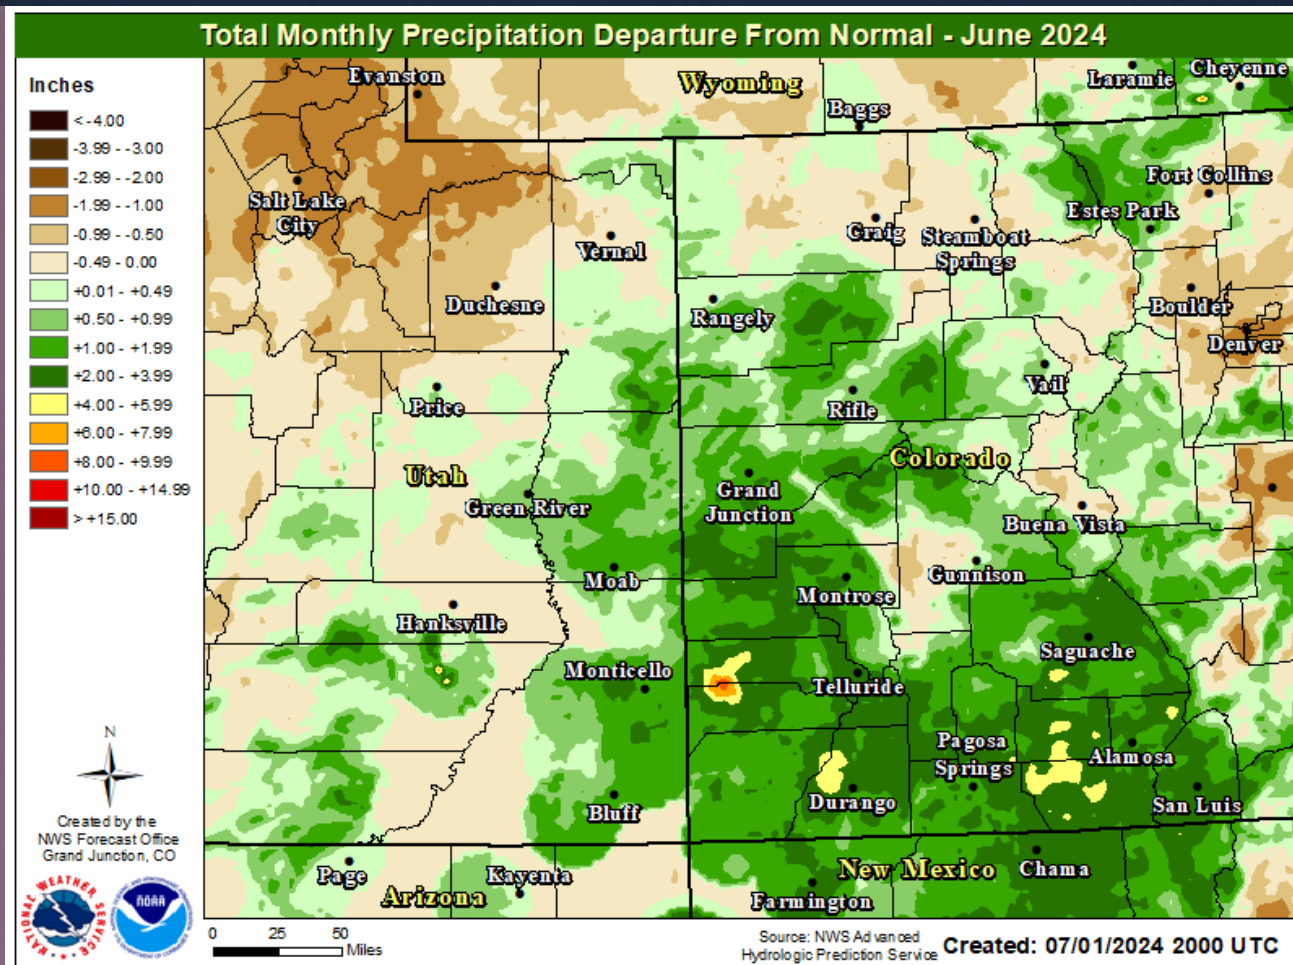 Total Monthly Precipitation Departure From Normal - June 2024
Inches
< -4.00
-3.99 - -3.00
-2.99 - -2.00
-1.99 - -1.00
-0.99 - -0.50
-0.49 - 0.00
+0.01 - +0.49
+0.50 - +0.99
+1.00 - +1.99
+2.00 - +3.99
+4.00 - +5.99
+6.00 - +7.99
+8.00 - +9.99
+10.00 - +14.99
> +15.00
Evanston
Wyoming
Laramie
Cheyenne
Baggs
Salt Lake
City
Vernal
Craig
Steamboat
Springs
Fort Collins
Estes Park
Duchesne
Rangely
Boulder
Denver
Price
Rifle
Vail
Utah
Colorado
Green River
Grand
Junction
Buena Vista
Moab
Montrose
Gunnison
Hanksville
Monticello
Telluride
Saguache
Pagosa
Springs
Alamosa
Bluff
Durango
San Luis
Page
Arizona
Kayenta
New Mexico
Chama
Farmington
N
Created by the
NWS Forecast Office
Grand Junction, CO
NATIONAL WEATHER SERVICE
NOAA
0 25 50
Miles
Source: NWS Advanced
Hydrologic Prediction Service
Created: 07/01/2024 2000 UTC